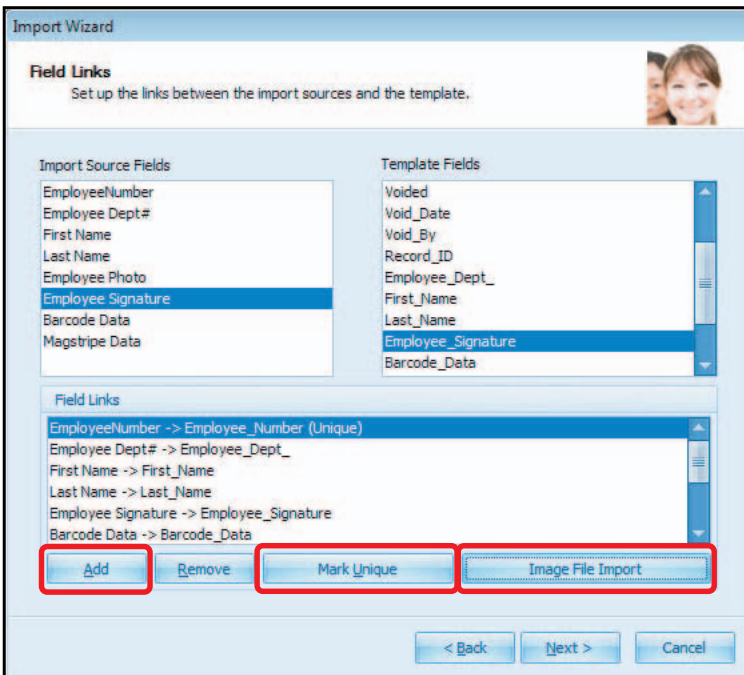 Import Wizard
Field Links
Set up the links between the import sources and the template.
Import Source Fields
EmployeeNumber
Employee Dept#
First Name
Last Name
Employee Photo
Employee Signature
Barcode Data
Magstripe Data
Template Fields
Voided
Void_Date
Void_By
Record_ID
Employee_Dept_
First_Name
Last_Name
Employee_Signature
Barcode_Data
Field Links
EmployeeNumber -> Employee_Number (Unique)
Employee Dept# -> Employee_Dept_
First Name -> First_Name
Last Name -> Last_Name
Employee Signature -> Employee_Signature
Barcode Data -> Barcode_Data
Add Remove Mark Unique Image File Import
< Back Next > Cancel